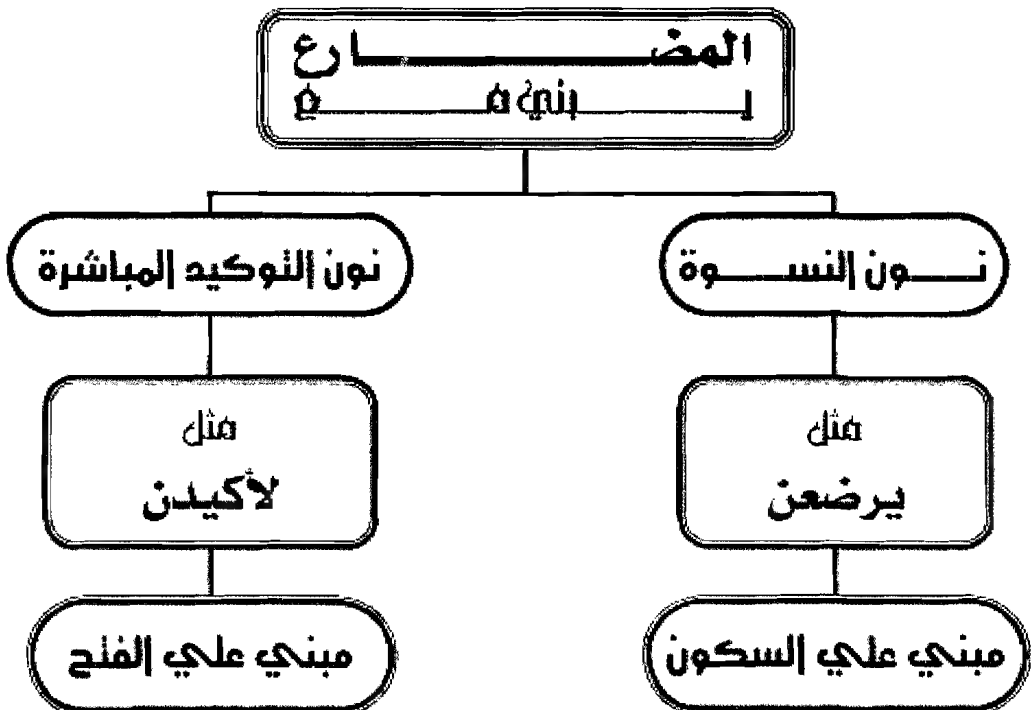 المضارع
يبني مع
نون النسوة
مثل
يرضعن
مبني علي السكون
نون التوكيد المباشرة
مثل
لأكيدن
مبني علي الفتح